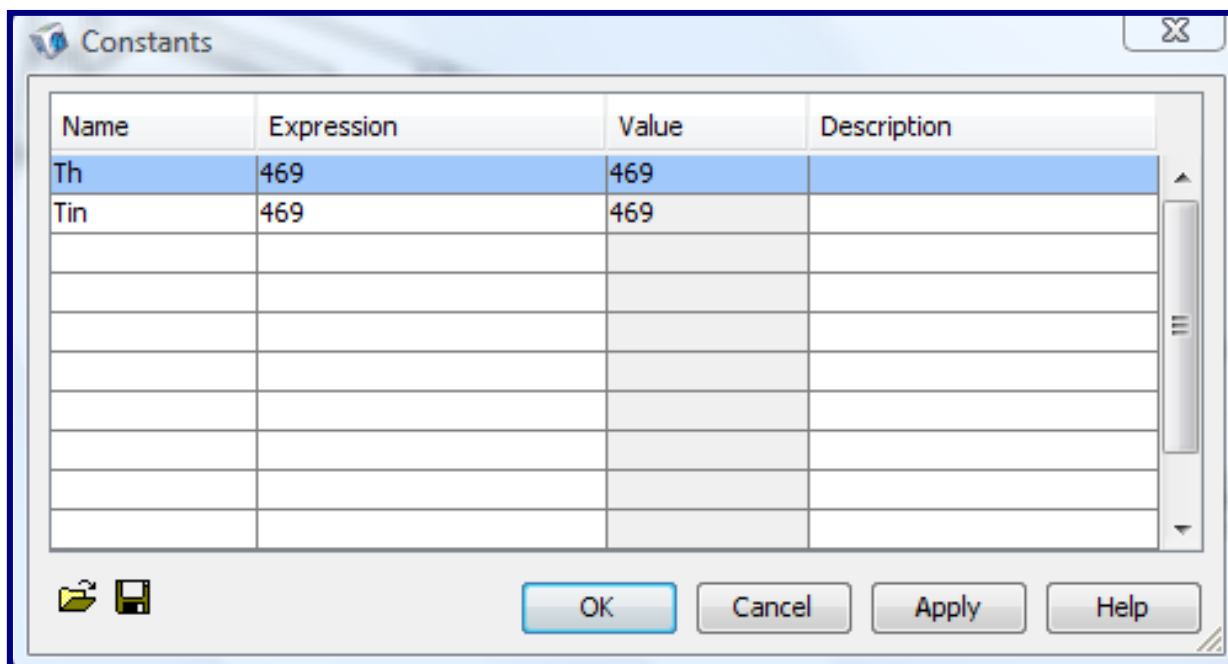 Constants
Name Expression Value Description
Th 469 469
Tin 469 469
OK Cancel Apply Help